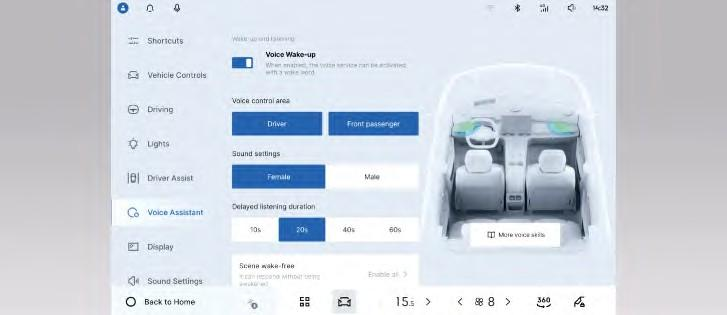 14:32
Shortcuts
Vehicle Controls
Driving
Lights
Driver Assist
Voice Assistant
Display
Sound Settings
Wake-up and listening
Voice Wake-up
When enabled, the voice service can be activated
with a wake word.
Voice control area
Driver
Front passenger
Sound settings
Female
Male
Delayed listening duration
10s
20s
40s
60s
Scene wake-free
It can respond without being
awakened
Enable all
More voice skills
Back to Home
15.5
8
360